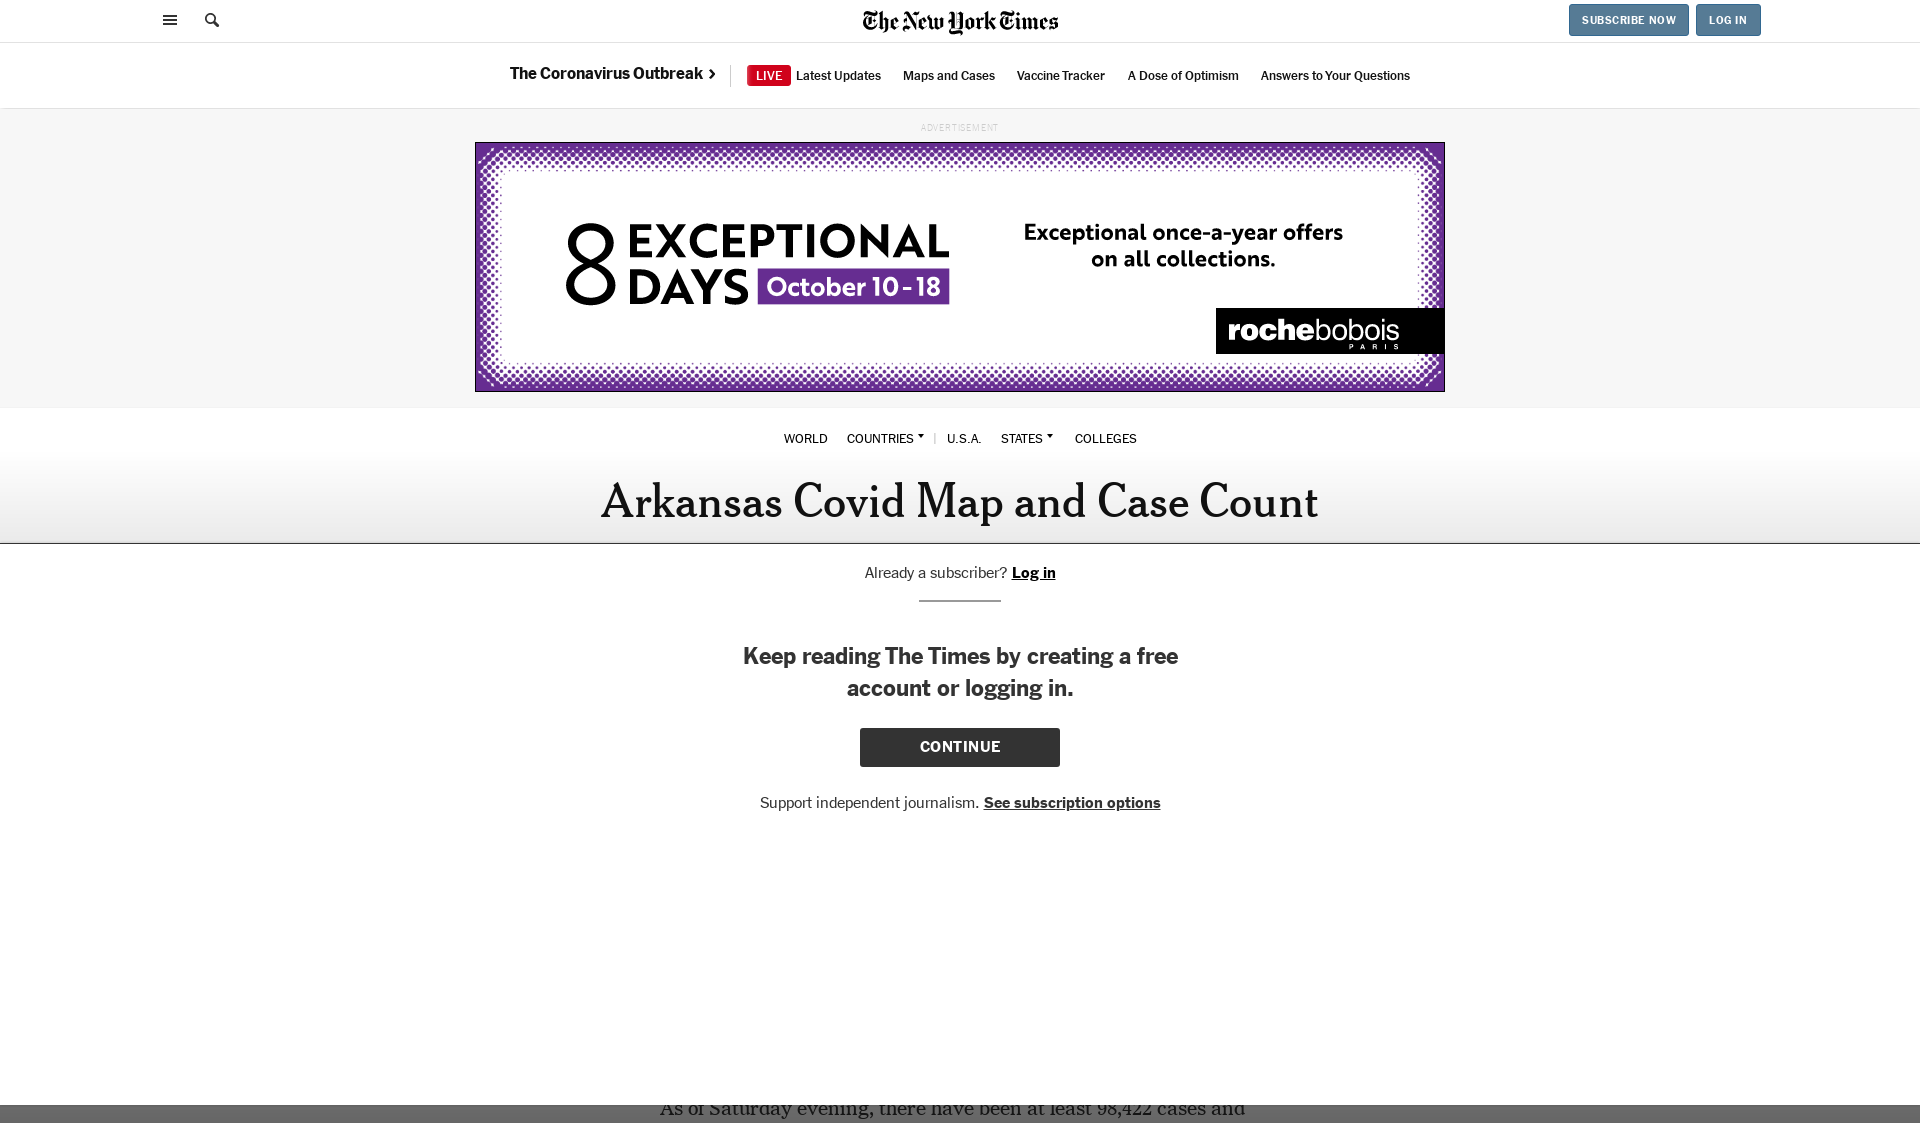 The New York Times
SUBSCRIBE NOW
LOG IN
The Coronavirus Outbreak
LIVE Latest Updates
Maps and Cases
Vaccine Tracker
A Dose of Optimism
Answers to Your Questions
ADVERTISEMENT
8 EXCEPTIONAL
DAYS October 10 - 18
Exceptional once-a-year offers
on all collections.
rochebobois
PARIS
WORLD
COUNTRIES
U.S.A.
STATES
COLLEGES
Arkansas Covid Map and Case Count
Already a subscriber? Log in
Keep reading The Times by creating a free
account or logging in.
CONTINUE
Support independent journalism. See subscription options
As of Saturday evening, there have been at least 98,422 cases and